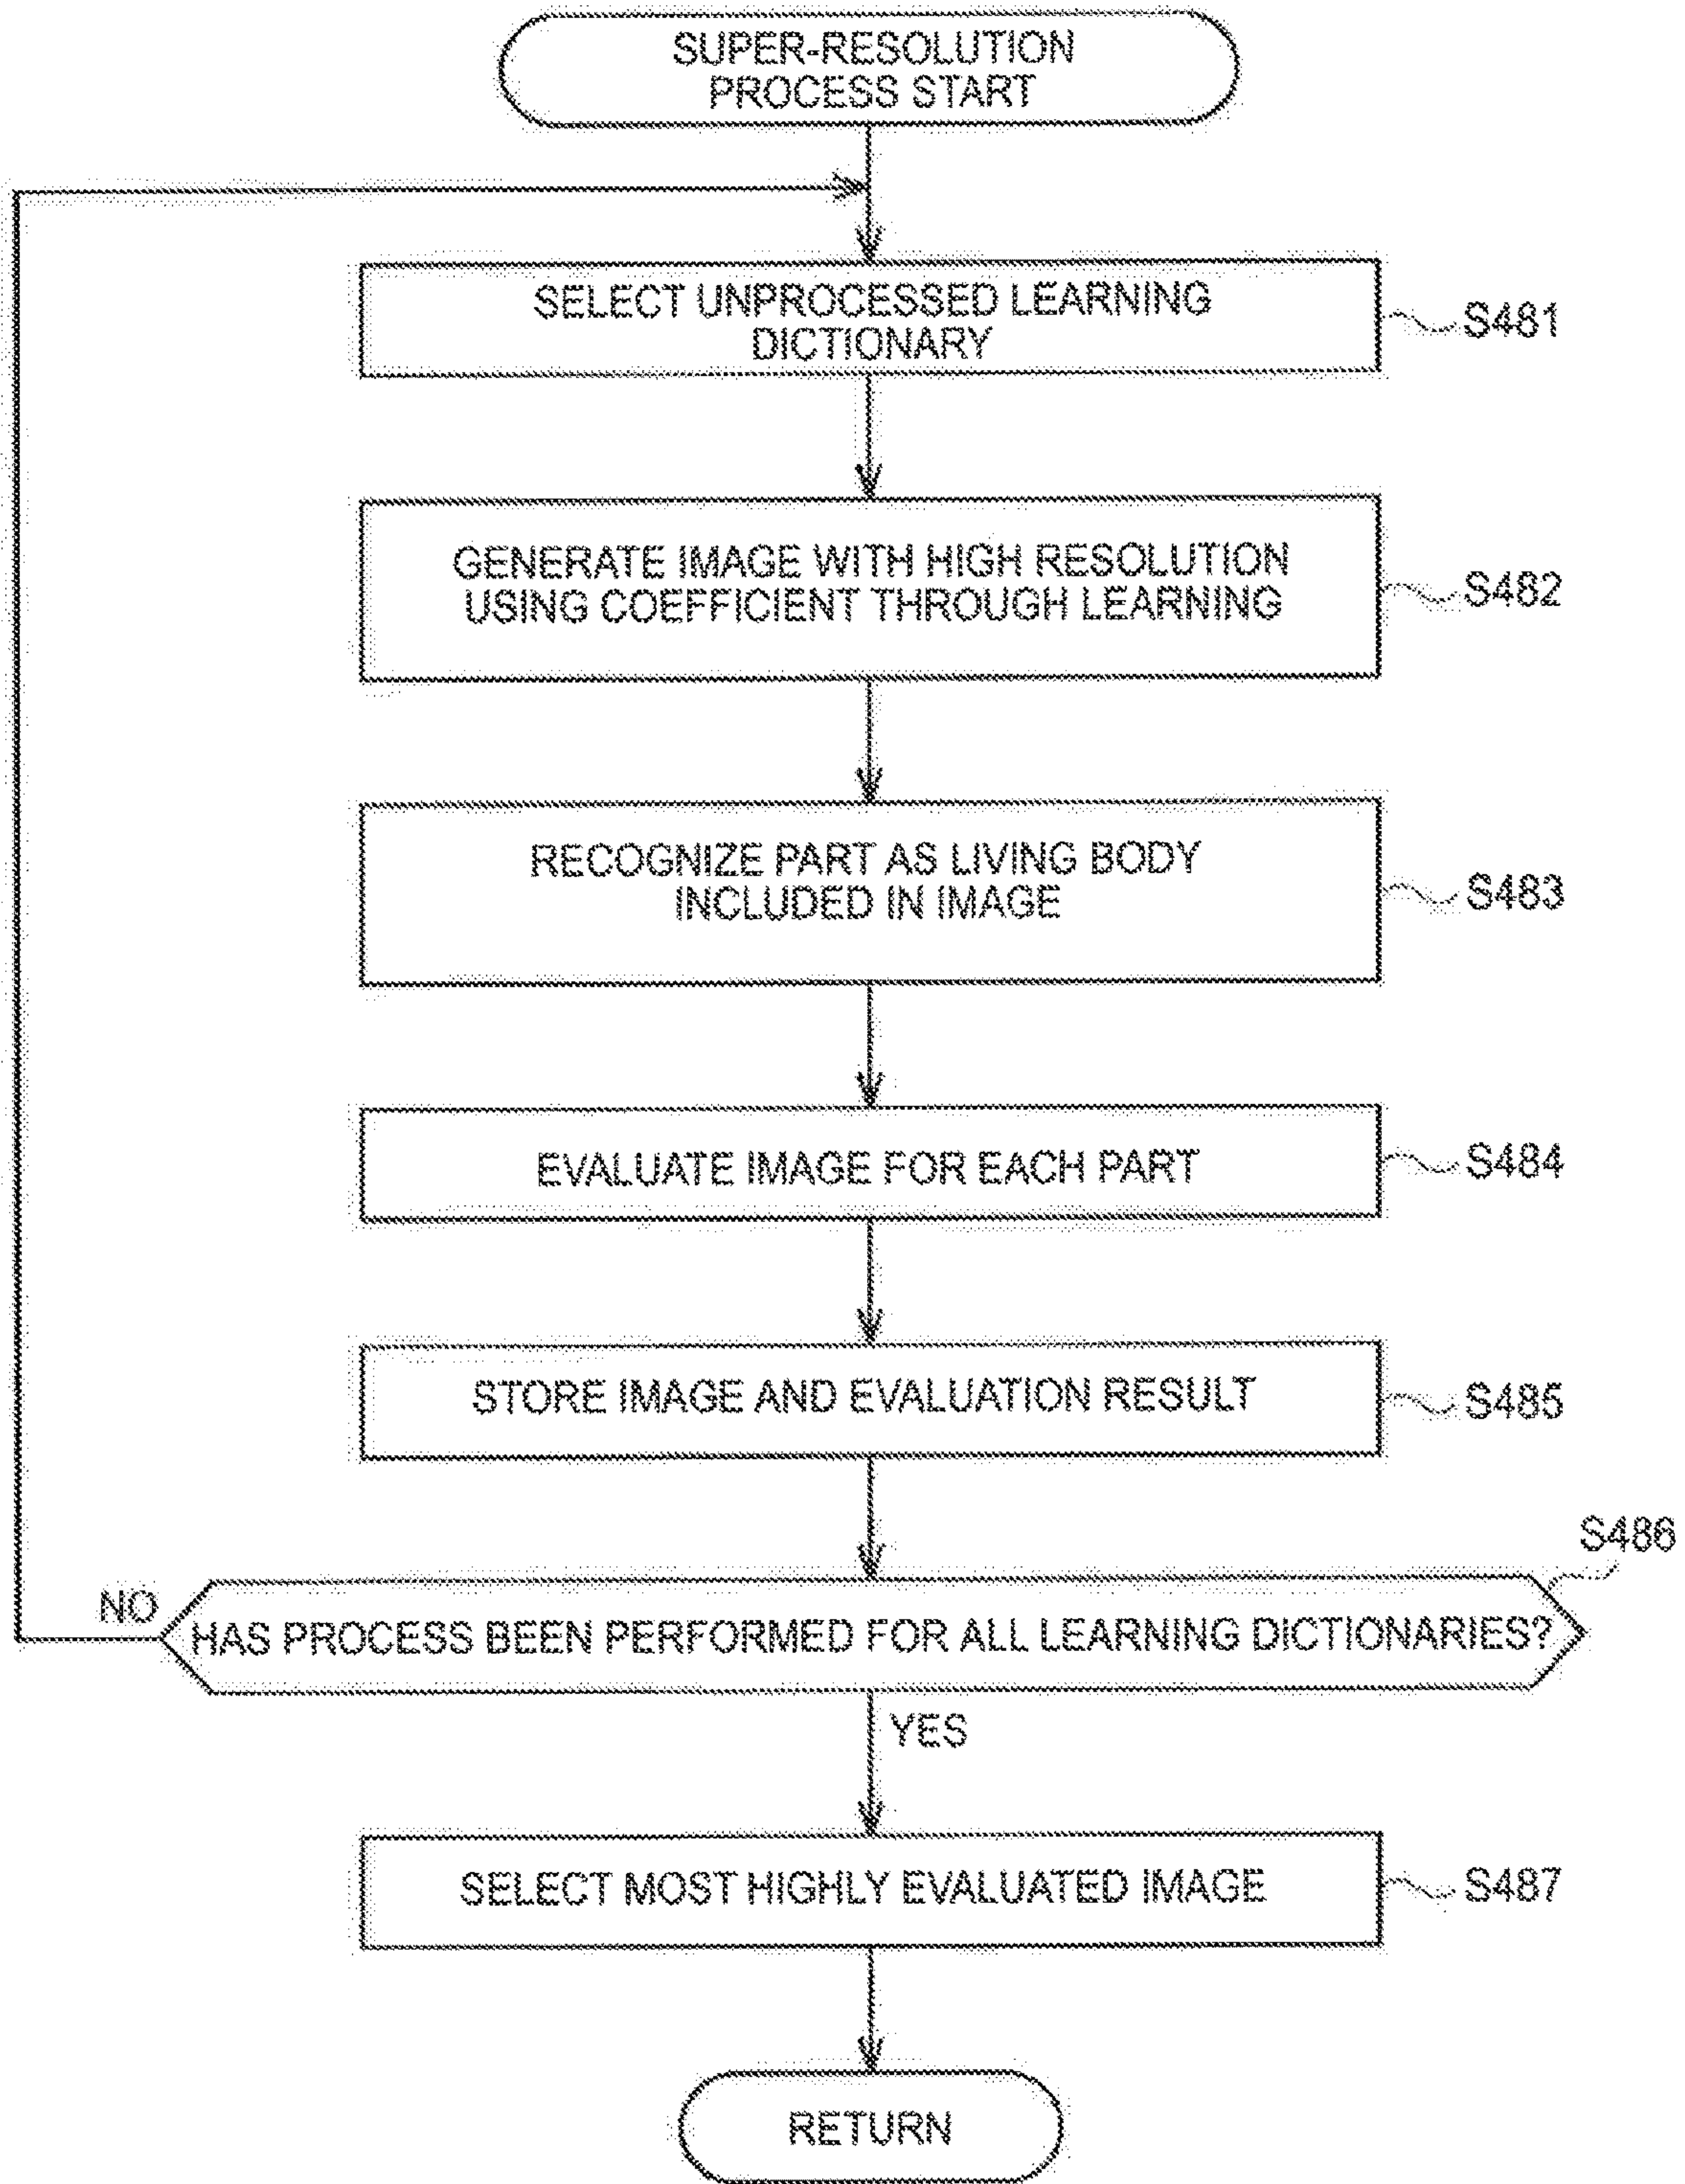 SUPER-RESOLUTION
PROCESS START
SELECT UNPROCESSED LEARNING
DICTIONARY
S481
GENERATE IMAGE WITH HIGH RESOLUTION
USING COEFFICIENT THROUGH LEARNING
S482
RECOGNIZE PART AS LIVING BODY
INCLUDED IN IMAGE
S483
EVALUATE IMAGE FOR EACH PART
S484
STORE IMAGE AND EVALUATION RESULT
S485
S486
NO
HAS PROCESS BEEN PERFORMED FOR ALL LEARNING DICTIONARIES?
YES
SELECT MOST HIGHLY EVALUATED IMAGE
S487
RETURN